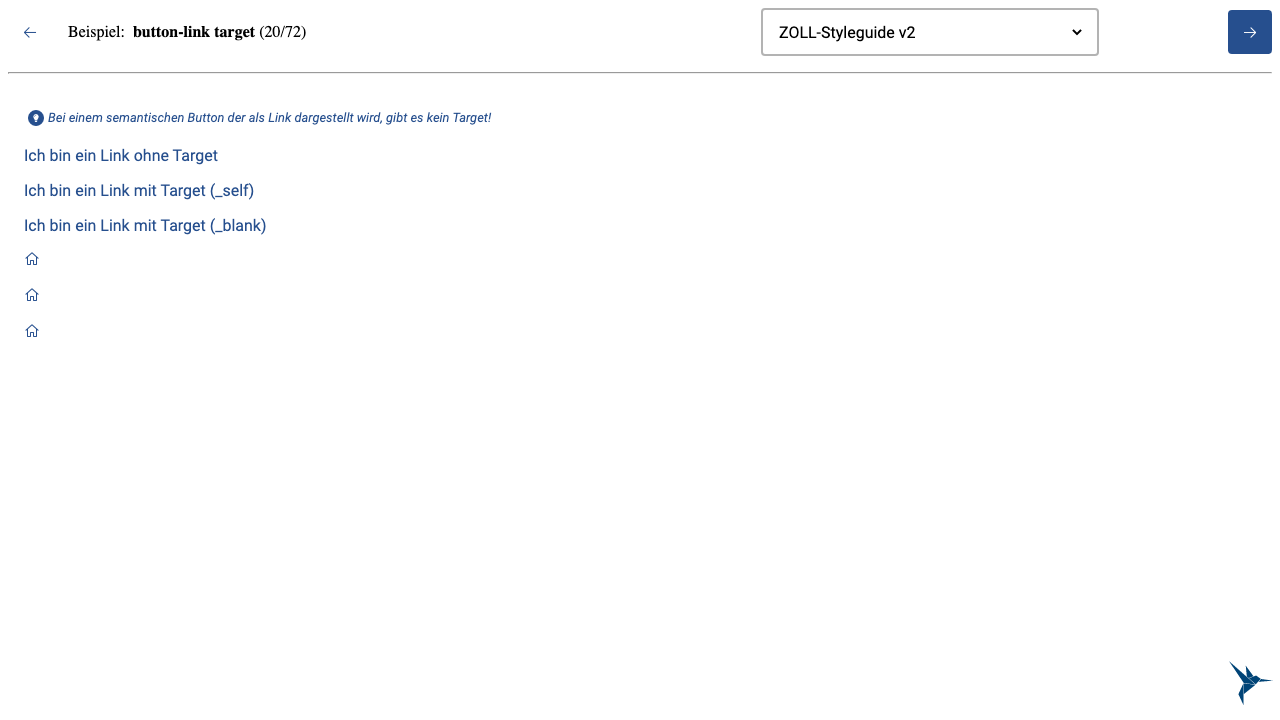 Beispiel: button-link target (20/72)
ZOLL-Styleguide v2
Bei einem semantischen Button der als Link dargestellt wird, gibt es kein Target!
Ich bin ein Link ohne Target
Ich bin ein Link mit Target (_self)
Ich bin ein Link mit Target (_blank)